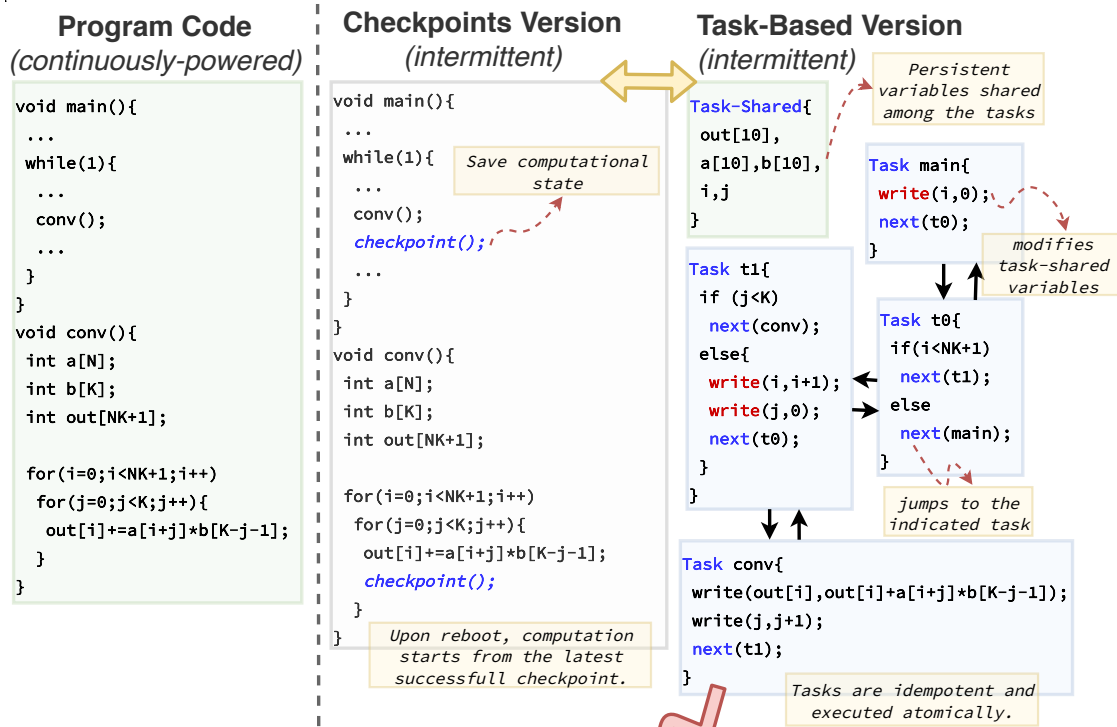 Program Code
(continuously-powered)
void main(){
...
while(1){
...
conv();
...
}
}
void conv(){
int a[N];
int b[K];
int out[NK+1];
for(i=0;i<NK+1;i++)
for(j=0;j<K;j++){
out[i]+=a[i+j]*b[K-j-1];
}
}
Checkpoints Version
(intermittent)
void main(){
...
while(1){
...
conv();
checkpoint();
...
}
}
void conv(){
int a[N];
int b[K];
int out[NK+1];
for(i=0;i<NK+1;i++)
for(j=0;j<K;j++){
out[i]+=a[i+j]*b[K-j-1];
checkpoint();
}
}
Save computational
state
Upon reboot, computation
starts from the latest
successfull checkpoint.
Task-Based Version
(intermittent)
Task-Shared{
out[10],
a[10],b[10],
i,j
}
Persistent
variables shared
among the tasks
Task main{
write(i,0);
next(t0);
}
modifies
task-shared
variables
Task t1{
if (j<K)
next(conv);
else{
write(i,i+1);
write(j,0);
next(t0);
}
}
Task t0{
if(i<NK+1)
next(t1);
else
next(main);
}
jumps to the
indicated task
Task conv{
write(out[i],out[i]+a[i+j]*b[K-j-1]);
write(j,j+1);
next(t1);
}
Tasks are idempotent and
executed atomically.